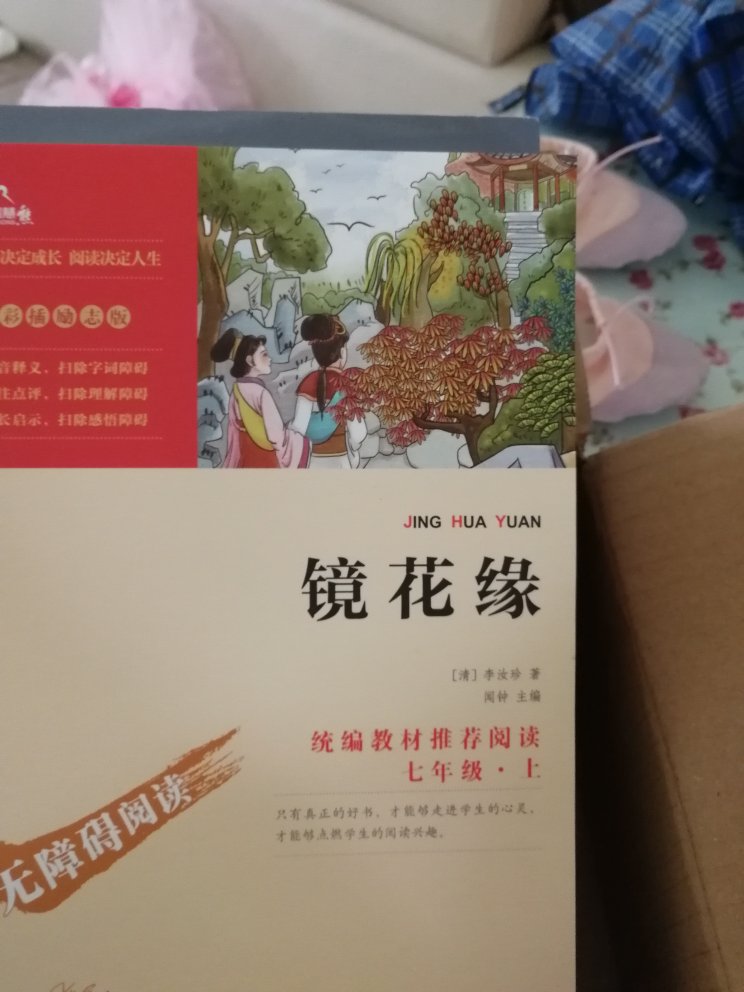 决定成长 阅读决定人生
彩插励志版
音释义、扫除字词障碍
注点评、扫除理解障碍
长启示、扫除感悟障碍
JING HUA YUAN
镜花缘
[清] 李汝珍 著
闻钟 主编
统编教材推荐阅读
七年级·上
只有真正的好书，才能够走进学生的心灵，
才能够点燃学生的阅读兴趣。
无障碍阅读